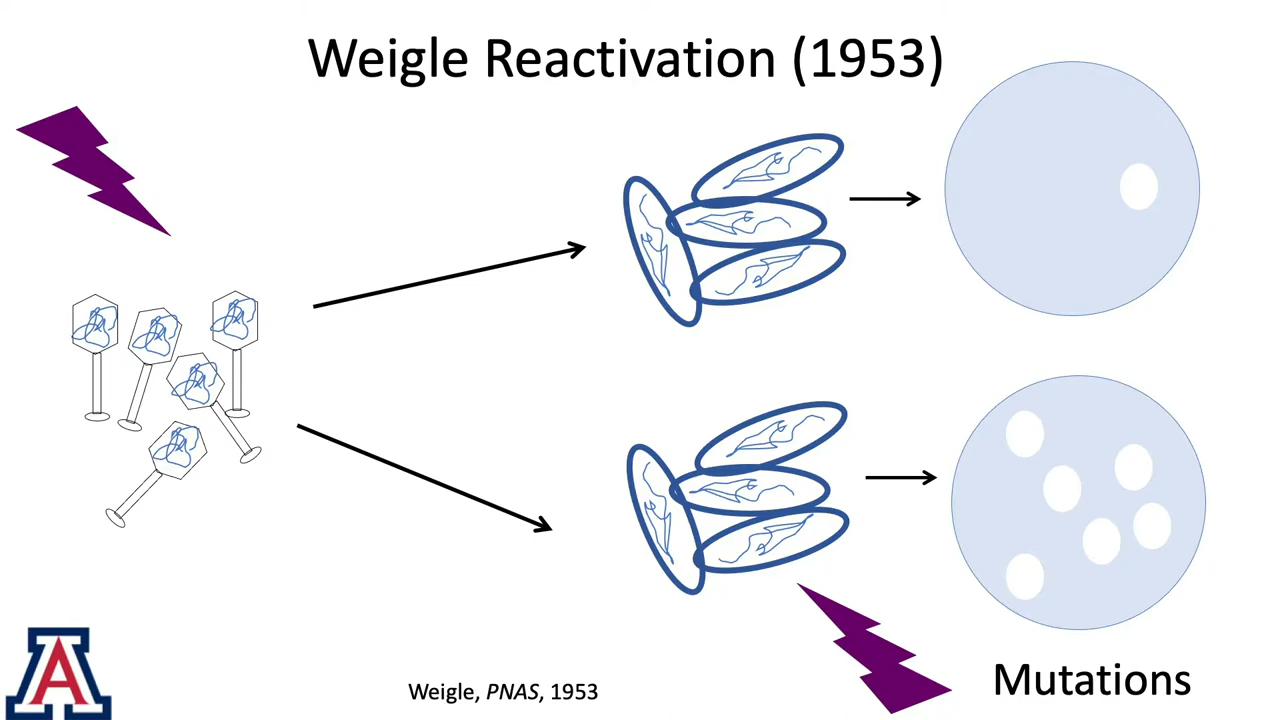 Weigle Reactivation (1953)
A
Weigle, PNAS, 1953
Mutations